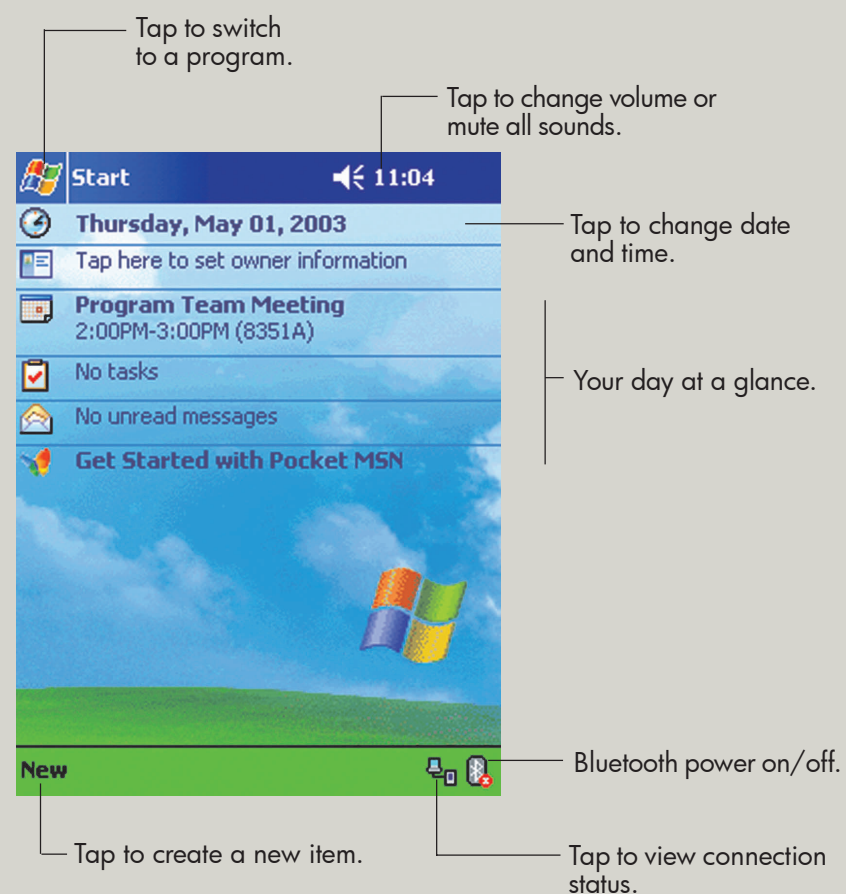 Tap to switch
to a program.
Tap to change volume or
mute all sounds.
Start 11:04
Thursday, May 01, 2003
Tap to change date
and time.
Tap here to set owner information
Program Team Meeting
2:00PM-3:00PM (8351A)
No tasks
Your day at a glance.
No unread messages
Get Started with Pocket MSN
New
Bluetooth power on/off.
Tap to create a new item.
Tap to view connection
status.